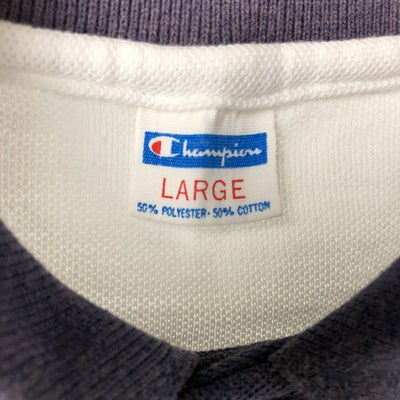 Champion
LARGE
50% POLYESTER • 50% COTTON